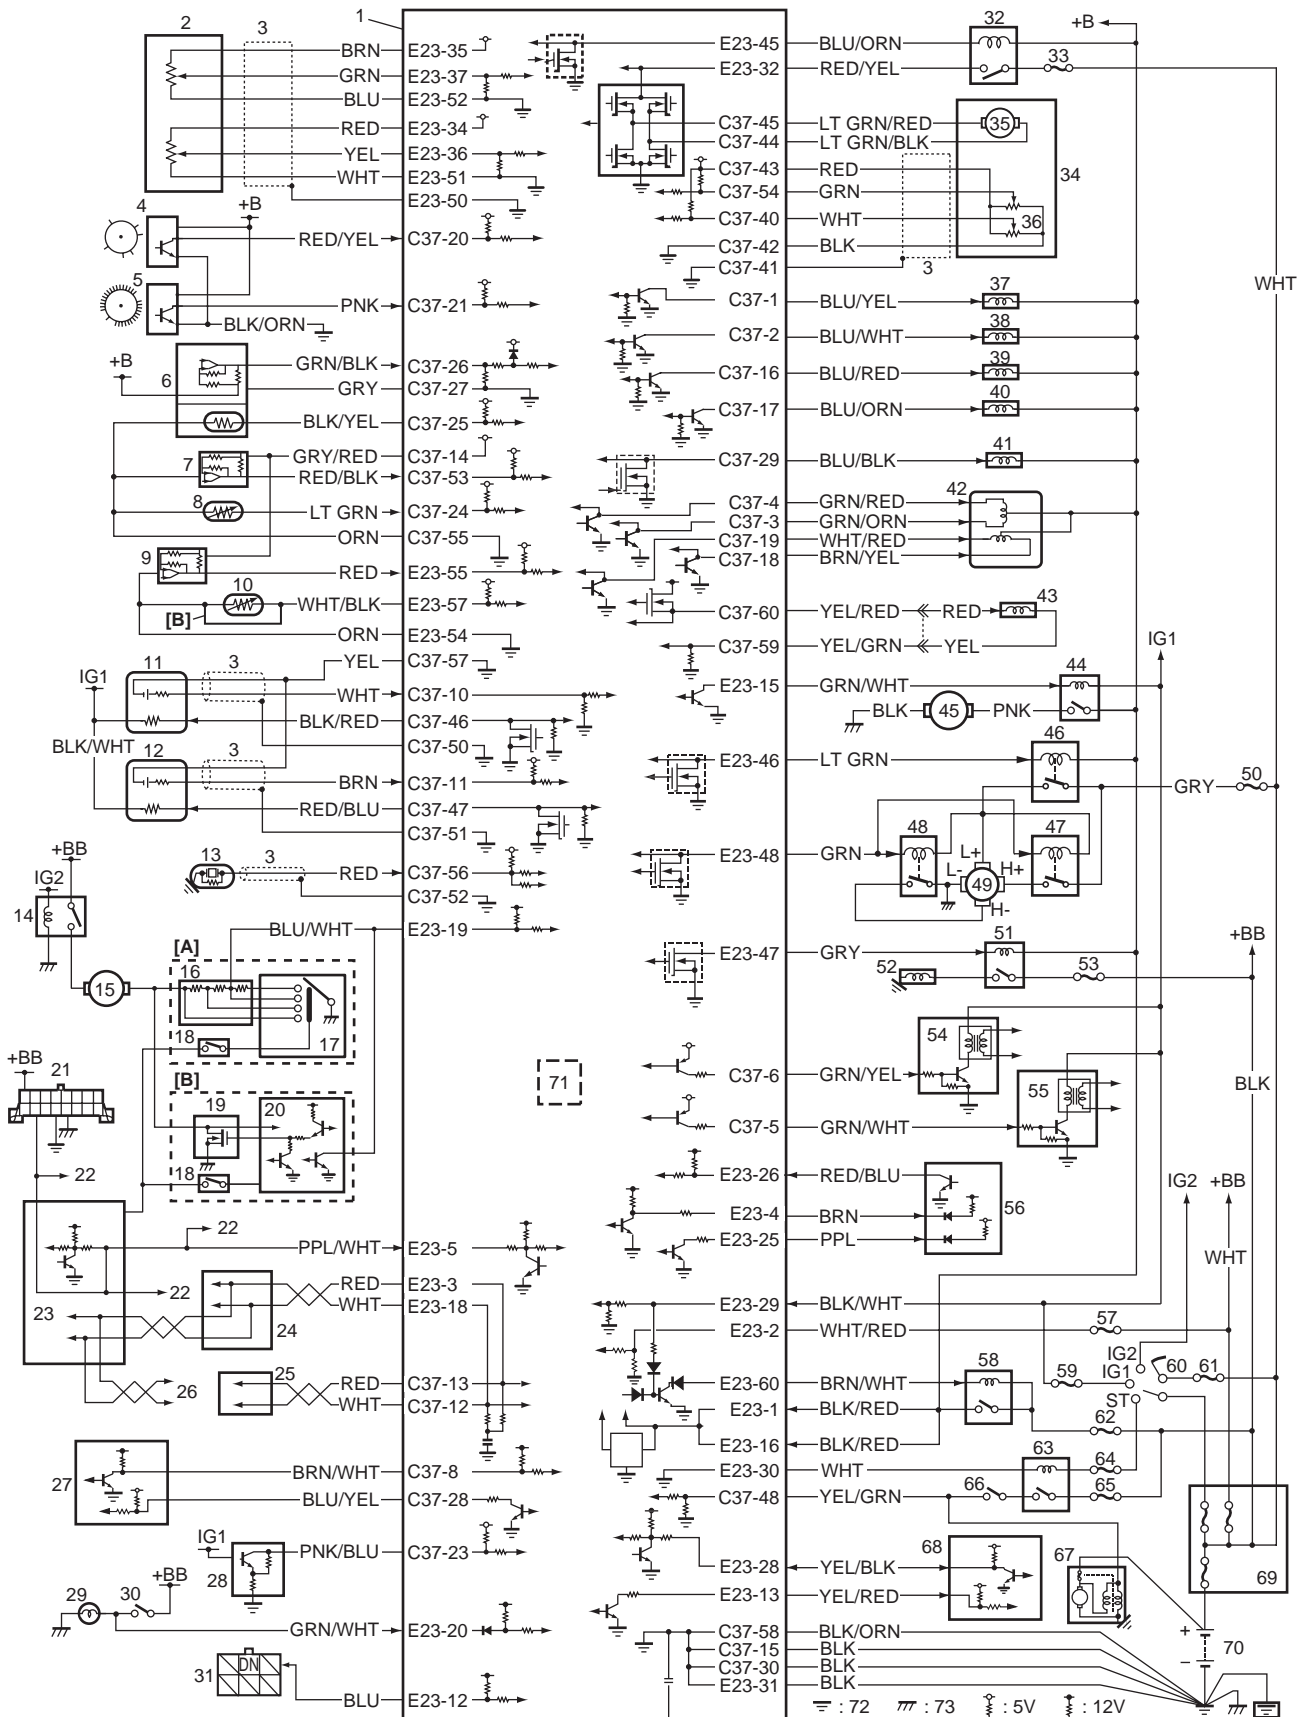 1
2
3
BRN E23-35
GRN E23-37
BLU E23-52
RED E23-34
YEL E23-36
WHT E23-51
E23-50
4
+B
RED/YEL C37-20
5
PNK C37-21
BLK/ORN
+B
6
GRN/BLK C37-26
GRY C37-27
BLK/YEL C37-25
7
GRY/RED C37-14
RED/BLK C37-53
8
LT GRN C37-24
ORN C37-55
9
RED E23-55
10
WHT/BLK E23-57
[B]
ORN E23-54
YEL C37-57
IG1
11
3
WHT C37-10
BLK/RED C37-46
C37-50
BLK/WHT
12
3
BRN C37-11
RED/BLU C37-47
C37-51
+BB
13
3
RED C37-56
C37-52
IG2
14
BLU/WHT E23-19
[A]
15
16
17
18
+BB
21
[B]
19
20
18
22
22
PPL/WHT E23-5
22
RED E23-3
WHT E23-18
23
24
25
RED C37-13
WHT C37-12
26
27
BRN/WHT C37-8
BLU/YEL C37-28
IG1
PNK/BLU C37-23
28
29
30
+BB
GRN/WHT E23-20
31
DN
BLU E23-12
E23-45 BLU/ORN
32
+B
E23-32 RED/YEL
33
C37-45 LT GRN/RED
35
C37-44 LT GRN/BLK
C37-43 RED
34
C37-54 GRN
C37-40 WHT
36
C37-42 BLK
C37-41
3
WHT
C37-1 BLU/YEL
37
C37-2 BLU/WHT
38
C37-16 BLU/RED
39
C37-17 BLU/ORN
40
C37-29 BLU/BLK
41
C37-4 GRN/RED
42
C37-3 GRN/ORN
C37-19 WHT/RED
C37-18 BRN/YEL
C37-60 YEL/RED RED
43
C37-59 YEL/GRN YEL
IG1
E23-15 GRN/WHT
44
BLK 45 PNK
E23-46 LT GRN
46
GRY
50
E23-48 GRN
48
47
L+
L-
H+
49
H-
E23-47 GRY
51
+BB
52
53
54
C37-6 GRN/YEL
71
55
BLK
C37-5 GRN/WHT
E23-26 RED/BLU
E23-4 BRN
56
E23-25 PPL
IG2 +BB
WHT
E23-29 BLK/WHT
E23-2 WHT/RED
57
E23-60 BRN/WHT
58
59
IG2
IG1
60
61
ST
E23-1 BLK/RED
62
E23-16 BLK/RED
63
E23-30 WHT
64
C37-48 YEL/GRN
66
65
E23-28 YEL/BLK
68
67
69
E23-13 YEL/RED
C37-58 BLK/ORN
C37-15 BLK
C37-30 BLK
E23-31 BLK
+
−
70
: 72 : 73 : 5V : 12V